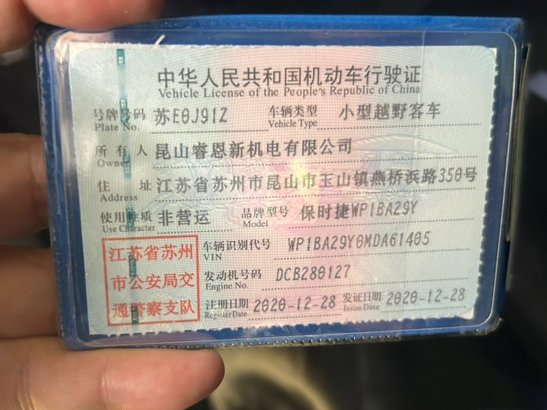 中华人民共和国机动车行驶证
Vehicle License of the People's Republic of China
号牌号码 苏E0J91Z 车辆类型 小型越野客车
Plate No. Vehicle Type
所有人 昆山睿恩新机电有限公司
Owner
住址 江苏省苏州市昆山市玉山镇燕桥浜路350号
Address
使用性质 非营运 品牌型号 保时捷WP1BA29Y
Use Character Model
江苏省苏州市公安局交通警察支队
车辆识别代号 WP1BA29Y0MDA61405
VIN
发动机号码 DCB280127
Engine No.
注册日期 2020-12-28 发证日期 2020-12-28
Register Date Issue Date